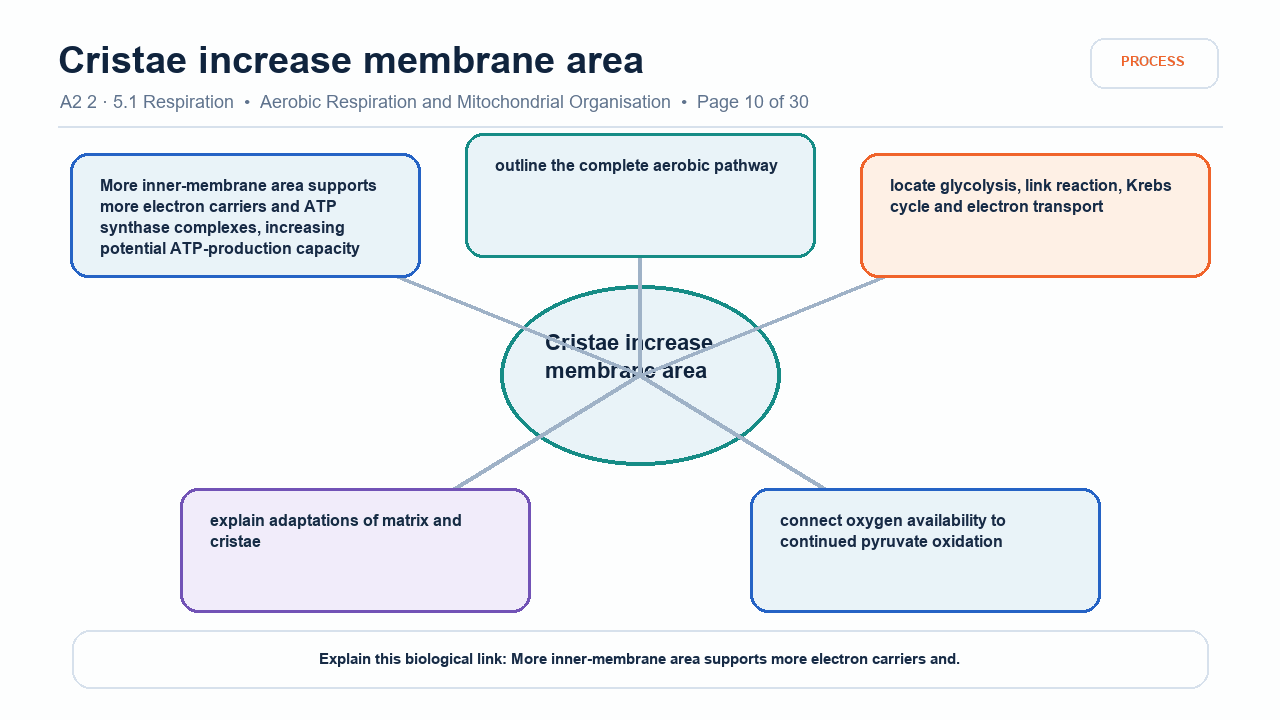 Cristae increase membrane area
PROCESS
A2 2 · 5.1 Respiration • Aerobic Respiration and Mitochondrial Organisation • Page 10 of 30
More inner-membrane area supports
more electron carriers and ATP
synthase complexes, increasing
potential ATP-production capacity
outline the complete aerobic pathway
locate glycolysis, link reaction, Krebs
cycle and electron transport
Cristae increase
membrane area
explain adaptations of matrix and
cristae
connect oxygen availability to
continued pyruvate oxidation
Explain this biological link: More inner-membrane area supports more electron carriers and.